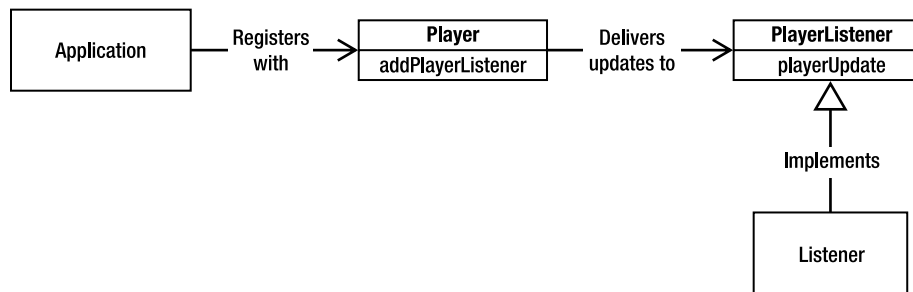 Application
Registers
with
Player
addPlayerListener
Delivers
updates to
PlayerListener
playerUpdate
Implements
Listener